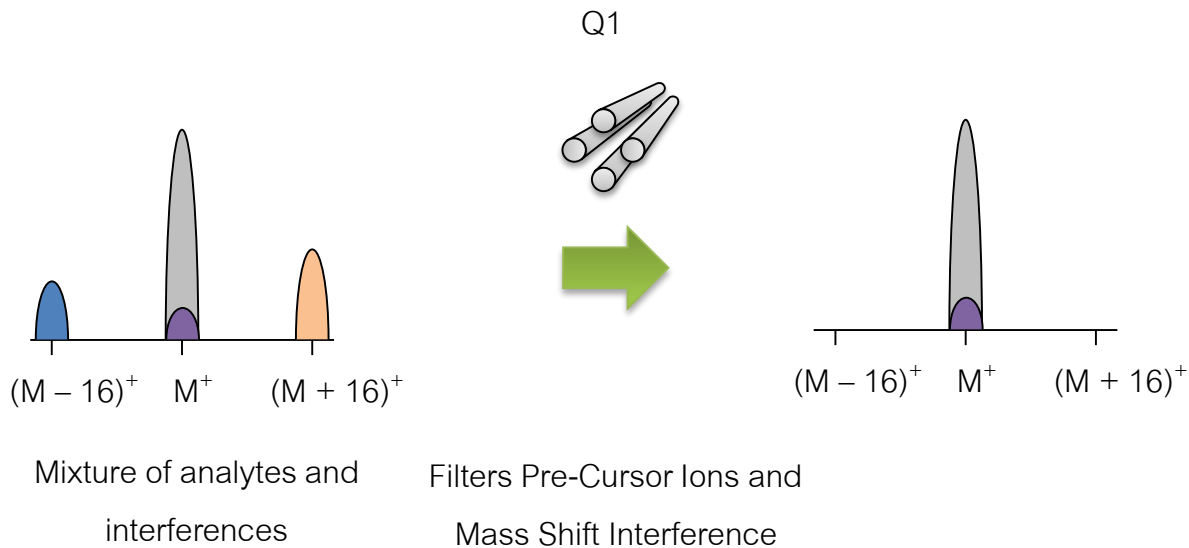 Q1
(M – 16)⁺ M⁺ (M + 16)⁺
(M – 16)⁺ M⁺ (M + 16)⁺
Mixture of analytes and
interferences
Filters Pre-Cursor Ions and
Mass Shift Interference